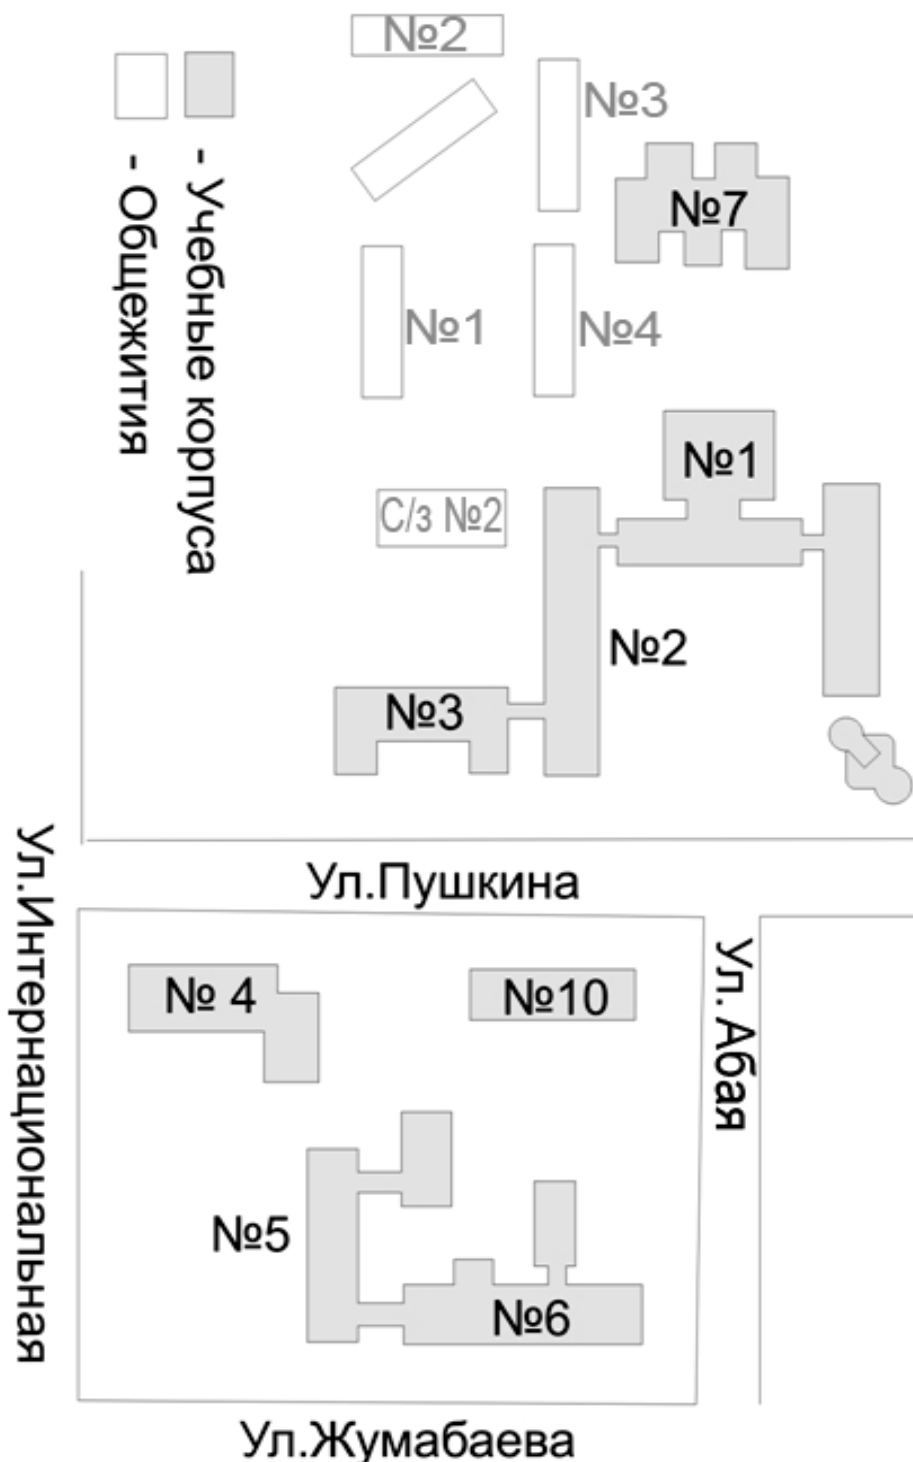 №2
№3
- Учебные корпуса
- Общежития
№7
№1
№4
№1
С/з №2
№2
№3
Ул.Пушкина
Ул.Интернациональная
№ 4
№10
Ул. Абая
№5
№6
Ул.Жумабаева